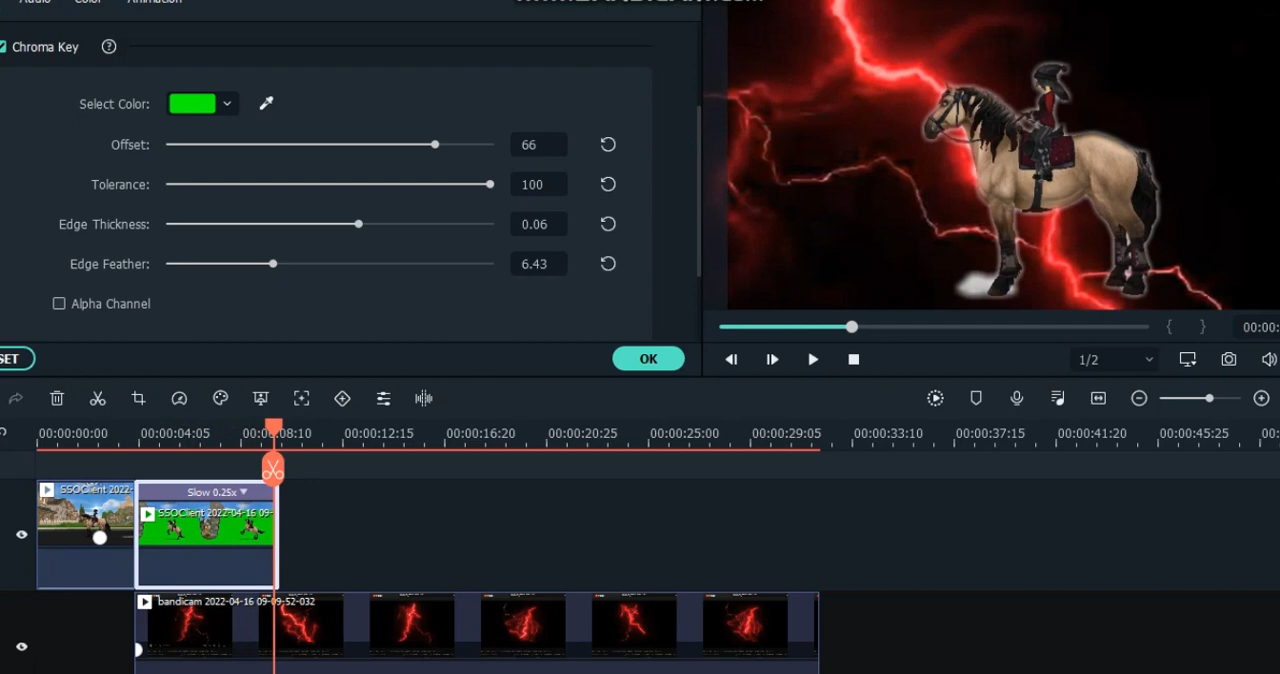 Audio Color Animation
Chroma Key ?
Select Color:
Offset: 66
Tolerance: 100
Edge Thickness: 0.06
Edge Feather: 6.43
Alpha Channel
SET
OK
00:00:
1/2
00:00:00:00 00:00:04:05 00:00:08:10 00:00:12:15 00:00:16:20 00:00:20:25 00:00:25:00 00:00:29:05 00:00:33:10 00:00:37:15 00:00:41:20 00:00:45:25 00:
SSOClient 2022-
Slow 0.25x
SSOClient 2022-04-16 09-
bandicam 2022-04-16 09-09-52-032